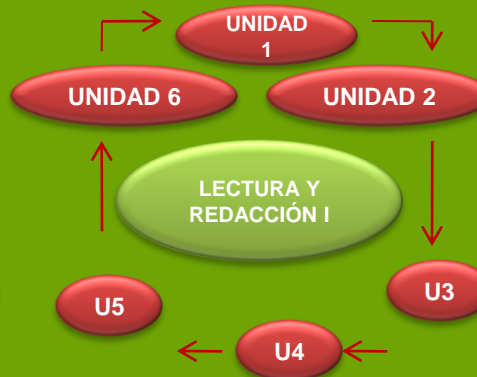 UNIDAD
1
UNIDAD 6
UNIDAD 2
LECTURA Y
REDACCIÓN I
U5
U3
U4